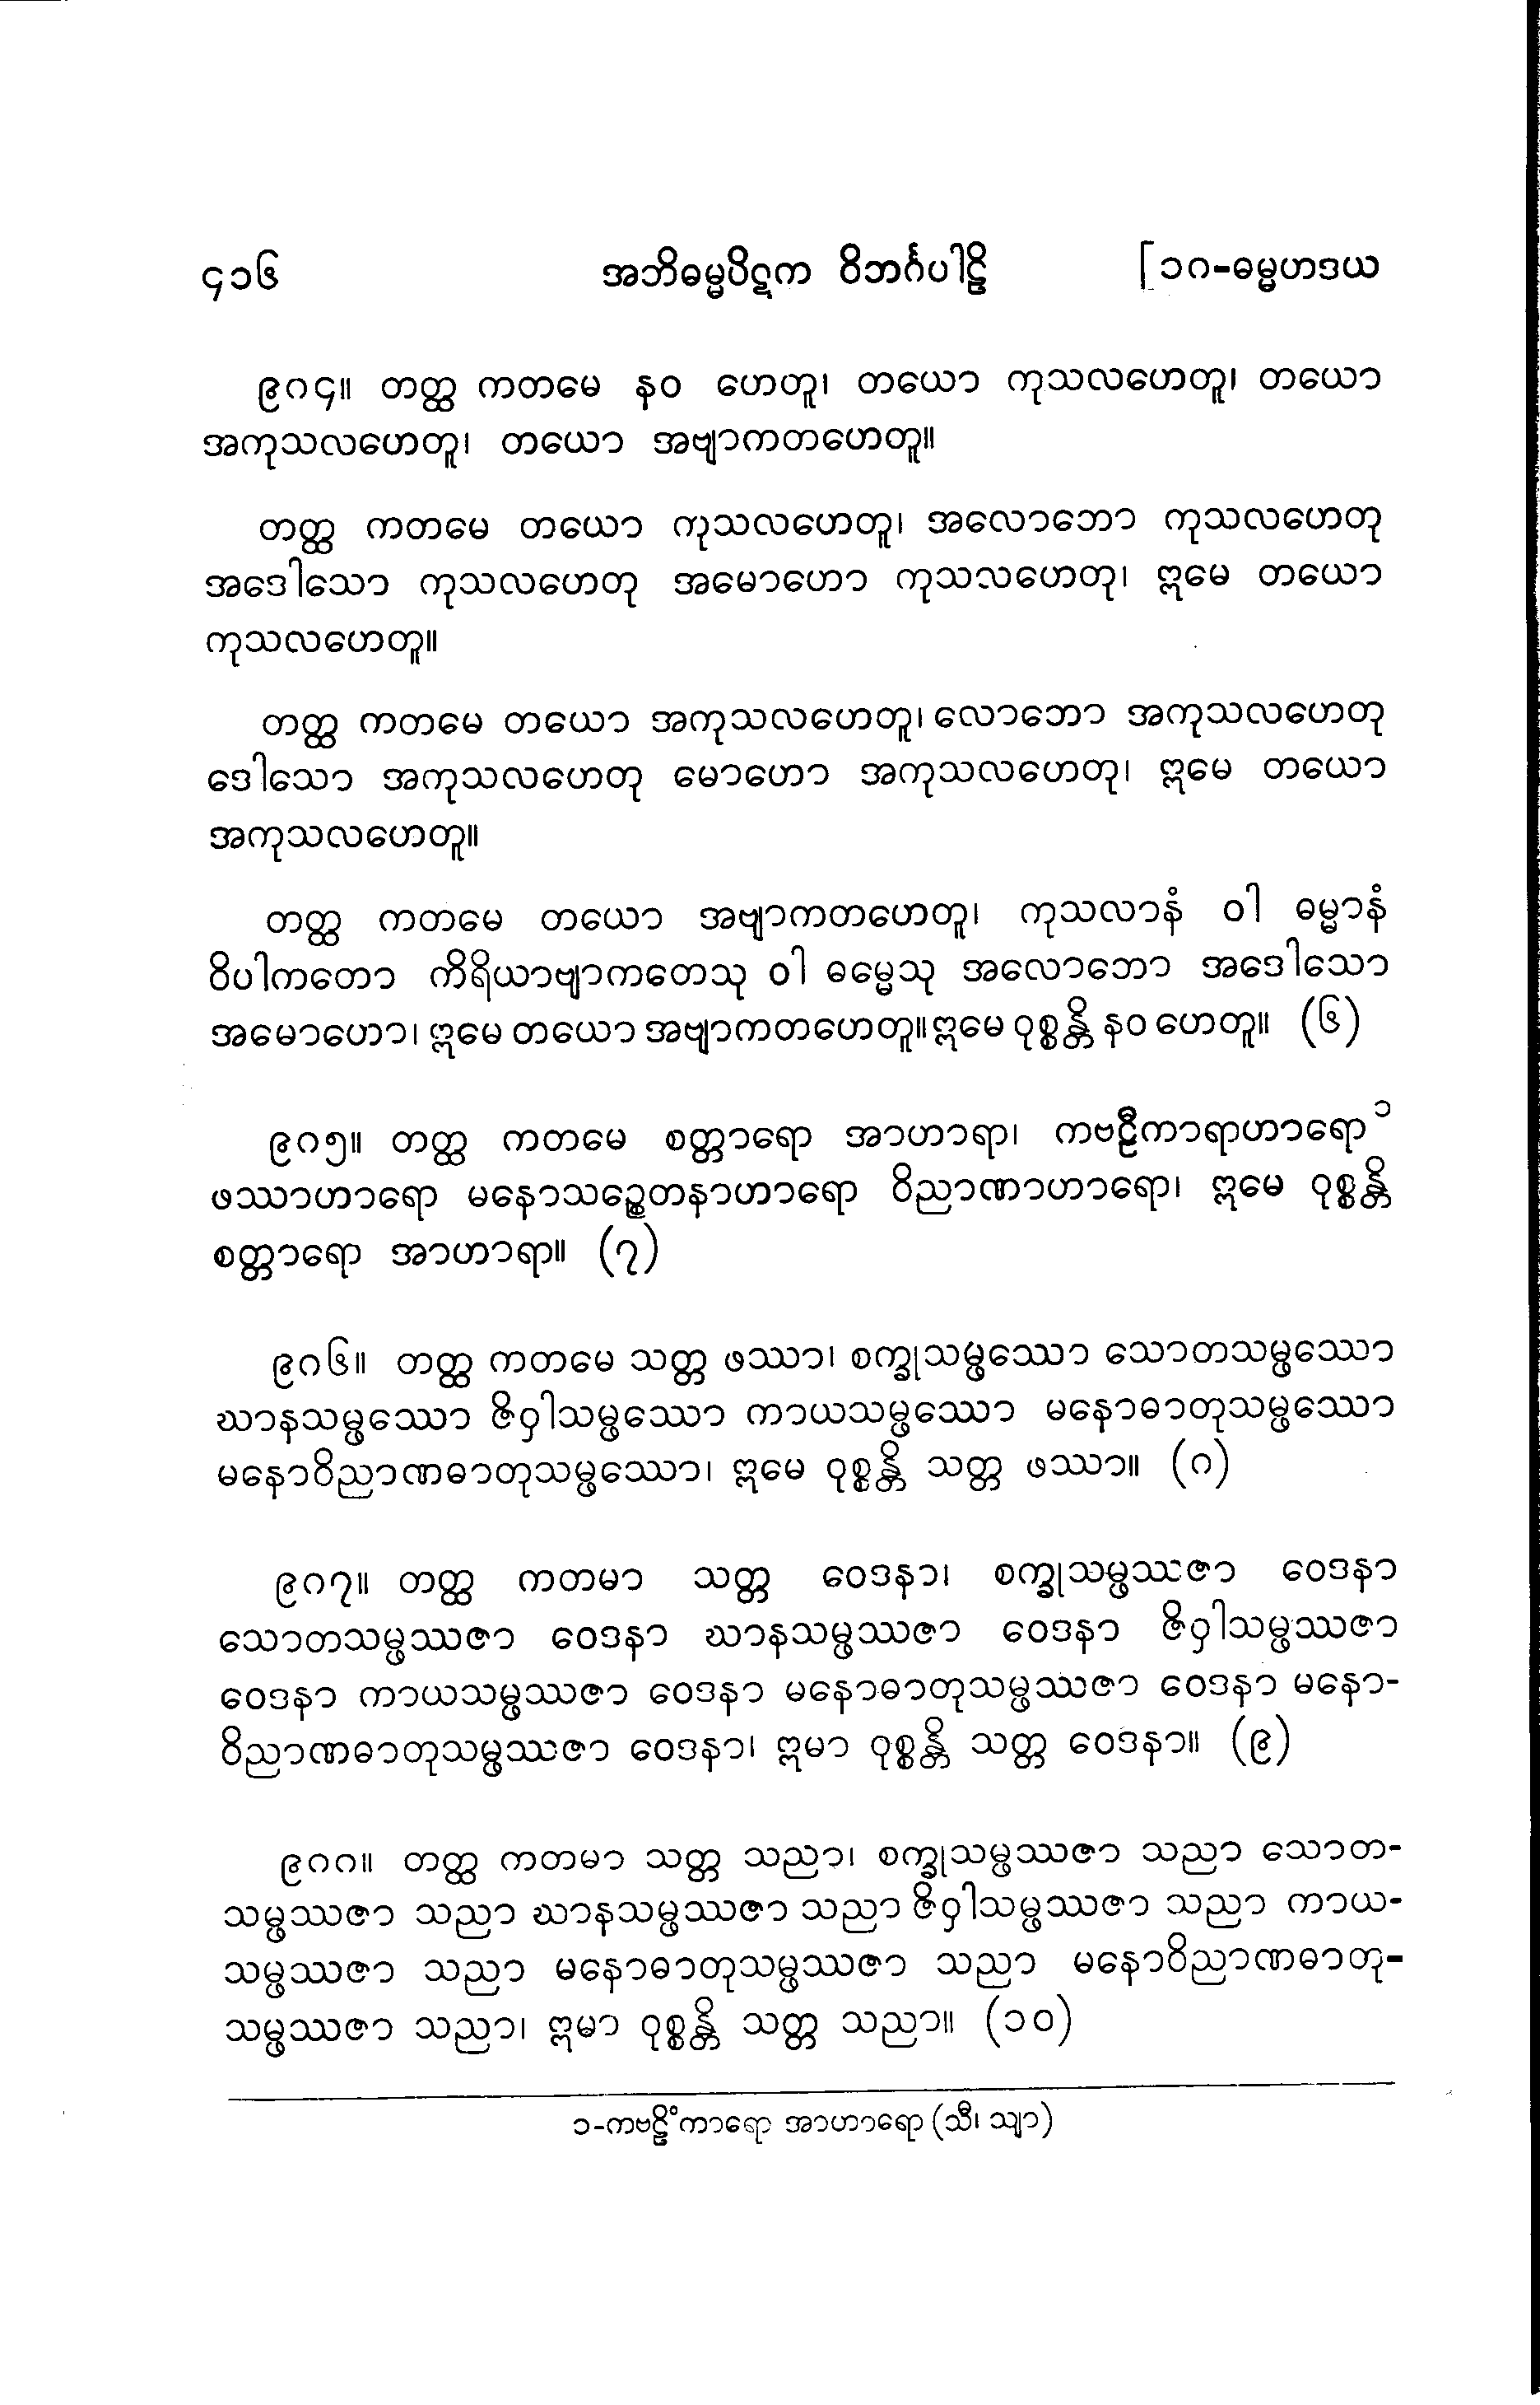 ၄၁၆ အဘိဓမ္မပိဋက ဝိဘင်္ဂပါဠိ [ ၁၈-ဓမ္မဟဒယ
၉၈၄။ တတ္ထ ကတမေ နဝ ဟေတူ၊ တယော ကုသလဟေတူ၊ တယော
အကုသလဟေတူ၊ တယော အဗျာကတဟေတူ။
တတ္ထ ကတမေ တယော ကုသလဟေတူ၊ အလောဘော ကုသလဟေတု
အဒေါသော ကုသလဟေတု အမောဟော ကုသလဟေတု၊ ဣမေ တယော
ကုသလဟေတူ။
တတ္ထ ကတမေ တယော အကုသလဟေတူ၊ လောဘော အကုသလဟေတု
ဒေါသော အကုသလဟေတု မောဟော အကုသလဟေတု၊ ဣမေ တယော
အကုသလဟေတူ။
တတ္ထ ကတမေ တယော အဗျာကတဟေတူ၊ ကုသလာနံ ဝါ ဓမ္မာနံ
ဝိပါကတော ကိရိယာဗျာကတေသု ဝါ ဓမ္မေသု အလောဘော အဒေါသော
အမောဟော၊ ဣမေ တယော အဗျာကတဟေတူ။ ဣမေ ဝုစ္စန္တိ နဝ ဟေတူ။ (၆)
၉၈၅။ တတ္ထ ကတမေ စတ္တာရော အာဟာရာ၊ ကဗဠီကာရာဟာရော ၁
ဖဿာဟာရော မနောသဉ္စေတနာဟာရော ဝိညာဏာဟာရော၊ ဣမေ ဝုစ္စန္တိ
စတ္တာရော အာဟာရာ။ (၇)
၉၈၆။ တတ္ထ ကတမေ သတ္တ ဖဿာ၊ စက္ခုသမ္ဖဿော သောတသမ္ဖဿော
ဃာနသမ္ဖဿော ဇိဝှါသမ္ဖဿော ကာယသမ္ဖဿော မနောဓာတုသမ္ဖဿော
မနောဝိညာဏဓာတုသမ္ဖဿော၊ ဣမေ ဝုစ္စန္တိ သတ္တ ဖဿာ။ (၈)
၉၈၇။ တတ္ထ ကတမာ သတ္တ ဝေဒနာ၊ စက္ခုသမ္ဖဿဇာ ဝေဒနာ
သောတသမ္ဖဿဇာ ဝေဒနာ ဃာနသမ္ဖဿဇာ ဝေဒနာ ဇိဝှါသမ္ဖဿဇာ
ဝေဒနာ ကာယသမ္ဖဿဇာ ဝေဒနာ မနောဓာတုသမ္ဖဿဇာ ဝေဒနာ မနော-
ဝိညာဏဓာတုသမ္ဖဿဇာ ဝေဒနာ၊ ဣမာ ဝုစ္စန္တိ သတ္တ ဝေဒနာ။ (၉)
၉၈၈။ တတ္ထ ကတမာ သတ္တ သညာ၊ စက္ခုသမ္ဖဿဇာ သညာ သောတ-
သမ္ဖဿဇာ သညာ ဃာနသမ္ဖဿဇာ သညာ ဇိဝှါသမ္ဖဿဇာ သညာ ကာယ-
သမ္ဖဿဇာ သညာ မနောဓာတုသမ္ဖဿဇာ သညာ မနောဝိညာဏဓာတု-
သမ္ဖဿဇာ သညာ၊ ဣမာ ဝုစ္စန္တိ သတ္တ သညာ။ (၁၀)
၁-ကဗဠိံကာရော အာဟာရော (သီ၊ သျာ)